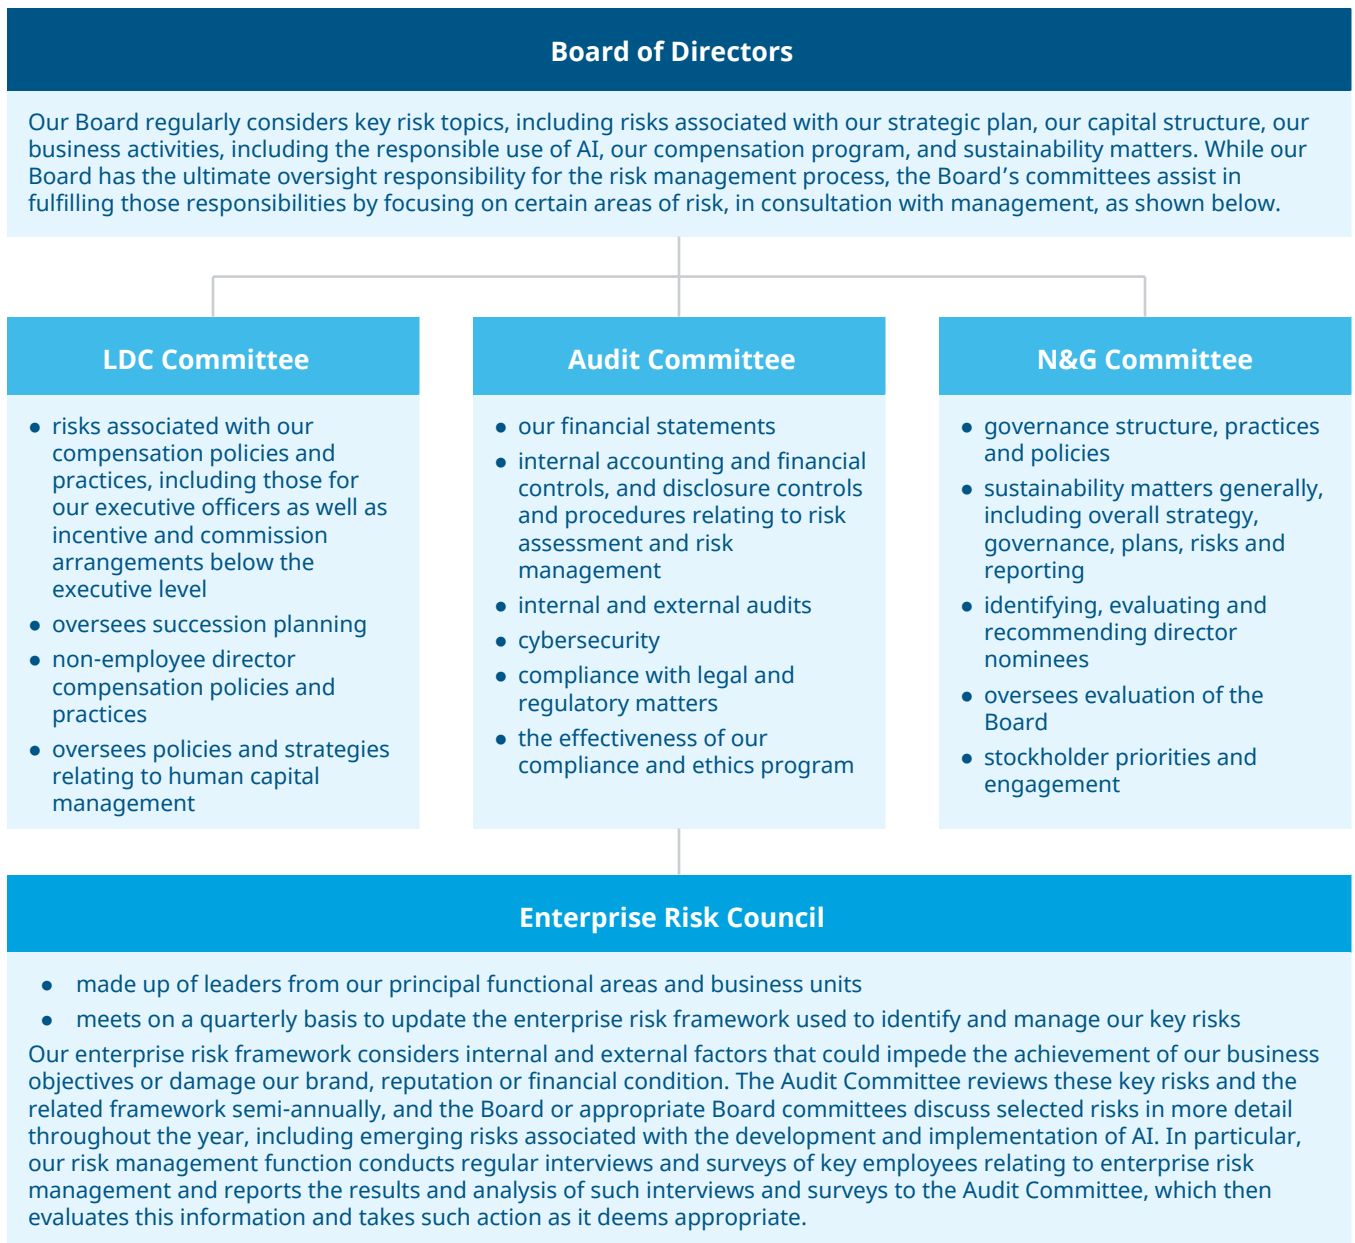 Board of Directors
Our Board regularly considers key risk topics, including risks associated with our strategic plan, our capital structure, our
business activities, including the responsible use of AI, our compensation program, and sustainability matters. While our
Board has the ultimate oversight responsibility for the risk management process, the Board's committees assist in
fulfilling those responsibilities by focusing on certain areas of risk, in consultation with management, as shown below.
LDC Committee
● risks associated with our
compensation policies and
practices, including those for
our executive officers as well as
incentive and commission
arrangements below the
executive level
● oversees succession planning
● non-employee director
compensation policies and
practices
● oversees policies and strategies
relating to human capital
management
Audit Committee
● our financial statements
● internal accounting and financial
controls, and disclosure controls
and procedures relating to risk
assessment and risk
management
● internal and external audits
● cybersecurity
● compliance with legal and
regulatory matters
● the effectiveness of our
compliance and ethics program
N&G Committee
● governance structure, practices
and policies
● sustainability matters generally,
including overall strategy,
governance, plans, risks and
reporting
● identifying, evaluating and
recommending director
nominees
● oversees evaluation of the
Board
● stockholder priorities and
engagement
Enterprise Risk Council
● made up of leaders from our principal functional areas and business units
● meets on a quarterly basis to update the enterprise risk framework used to identify and manage our key risks
Our enterprise risk framework considers internal and external factors that could impede the achievement of our business
objectives or damage our brand, reputation or financial condition. The Audit Committee reviews these key risks and the
related framework semi-annually, and the Board or appropriate Board committees discuss selected risks in more detail
throughout the year, including emerging risks associated with the development and implementation of AI. In particular,
our risk management function conducts regular interviews and surveys of key employees relating to enterprise risk
management and reports the results and analysis of such interviews and surveys to the Audit Committee, which then
evaluates this information and takes such action as it deems appropriate.